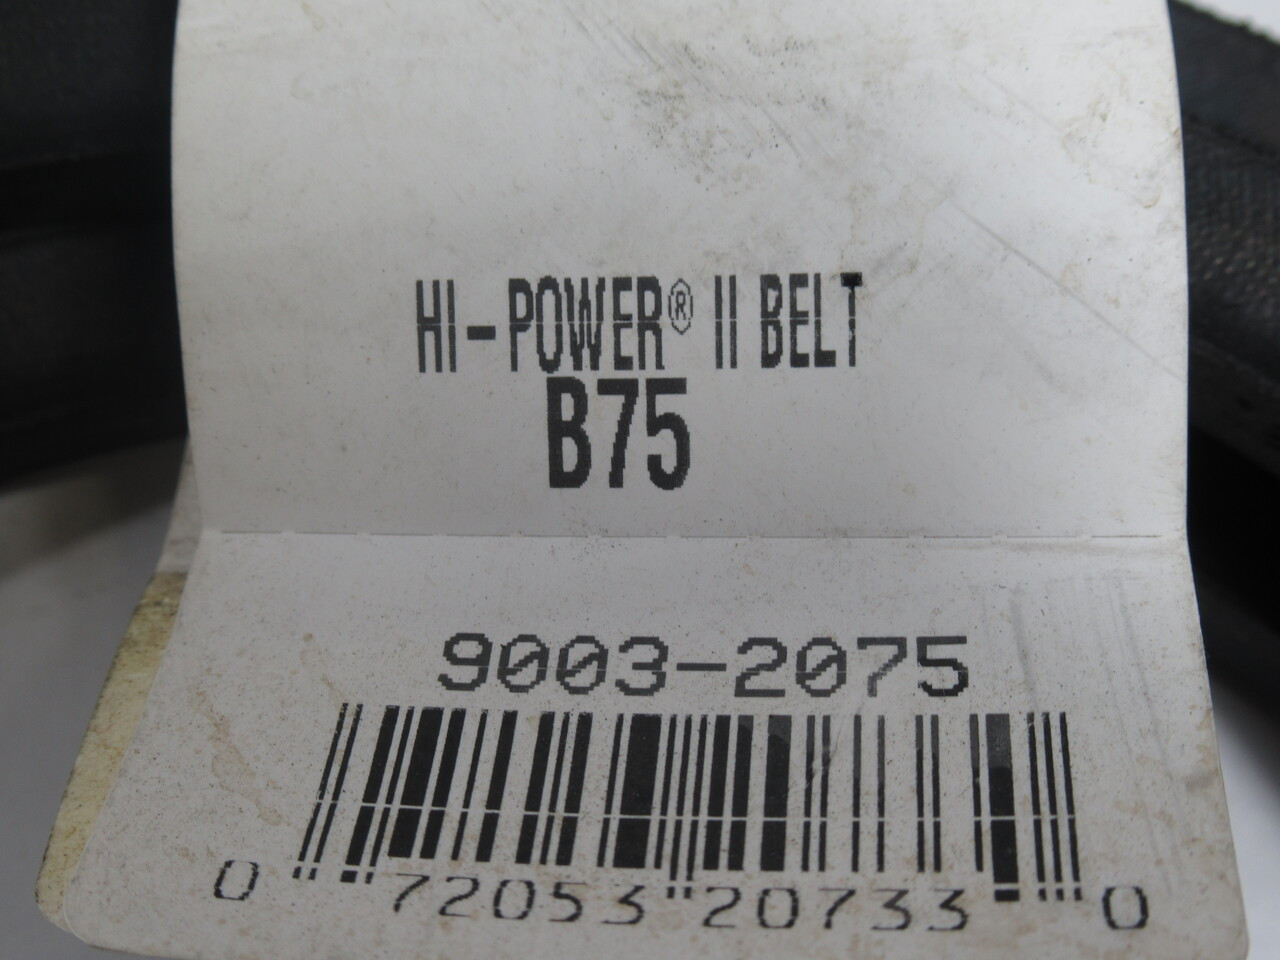 HI-POWER® II BELT
B75
9003-2075
0 72053 20733 0